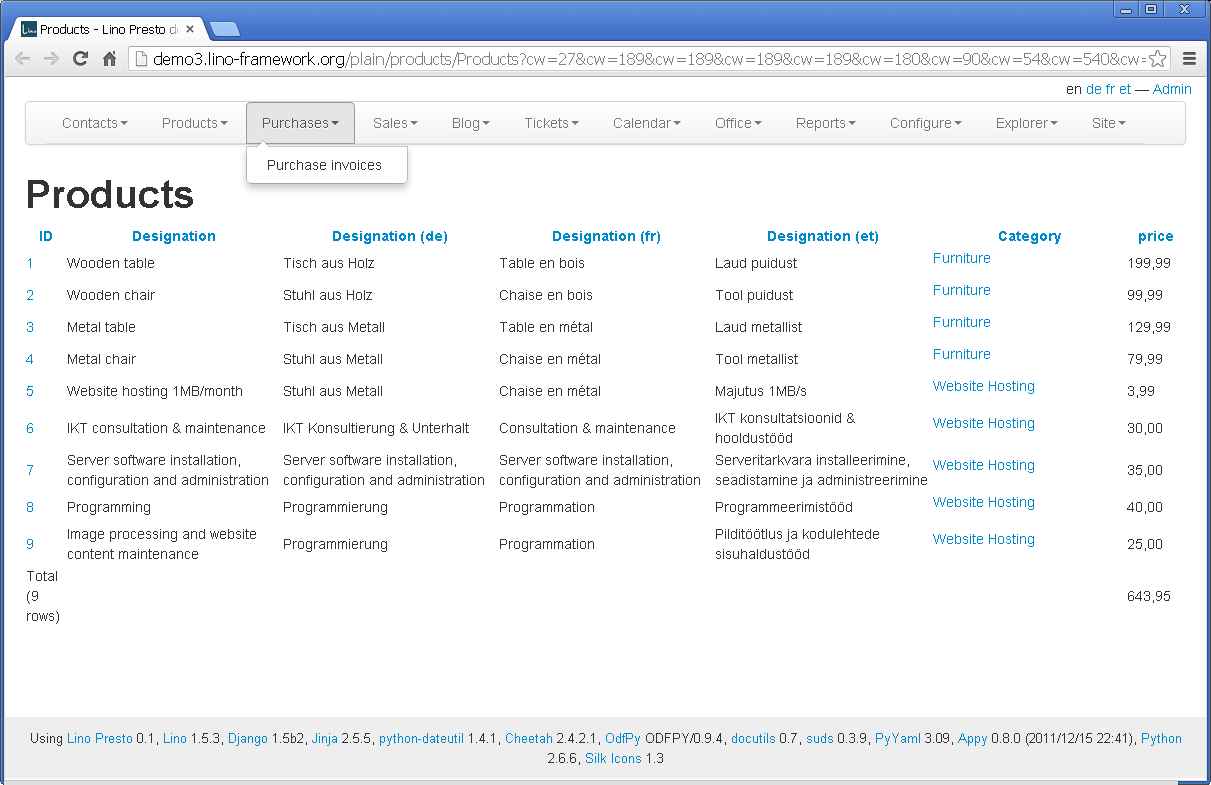 Products - Lino Presto d
demo3.lino-framework.org/plain/products/Products?cw=27&cw=189&cw=189&cw=189&cw=189&cw=180&cw=90&cw=54&cw=540&cw=
en de fr et — Admin
Contacts Products Purchases Sales Blog Tickets Calendar Office Reports Configure Explorer Site
Purchase invoices
Products
ID Designation Designation (de) Designation (fr) Designation (et) Category price
1 Wooden table Tisch aus Holz Table en bois Laud puidust Furniture 199,99
2 Wooden chair Stuhl aus Holz Chaise en bois Tool puidust Furniture 99,99
3 Metal table Tisch aus Metall Table en métal Laud metallist Furniture 129,99
4 Metal chair Stuhl aus Metall Chaise en métal Tool metallist Furniture 79,99
5 Website hosting 1MB/month Stuhl aus Metall Chaise en métal Majutus 1MB/s Website Hosting 3,99
6 IKT consultation & maintenance IKT Konsultierung & Unterhalt Consultation & maintenance IKT konsultatsioonid & hooldustööd Website Hosting 30,00
7 Server software installation, configuration and administration Server software installation, configuration and administration Server software installation, configuration and administration Serveritarkvara installeerimine, seadistamine ja administreerimine Website Hosting 35,00
8 Programming Programmierung Programmation Programmeerimistööd Website Hosting 40,00
9 Image processing and website content maintenance Programmierung Programmation Pilditöötlus ja kodulehtede sisuhaldustööd Website Hosting 25,00
Total (9 rows) 643,95
Using Lino Presto 0.1, Lino 1.5.3, Django 1.5b2, Jinja 2.5.5, python-dateutil 1.4.1, Cheetah 2.4.2.1, OdfPy ODFPY/0.9.4, docutils 0.7, suds 0.3.9, PyYaml 3.09, Appy 0.8.0 (2011/12/15 22:41), Python
2.6.6, Silk Icons 1.3